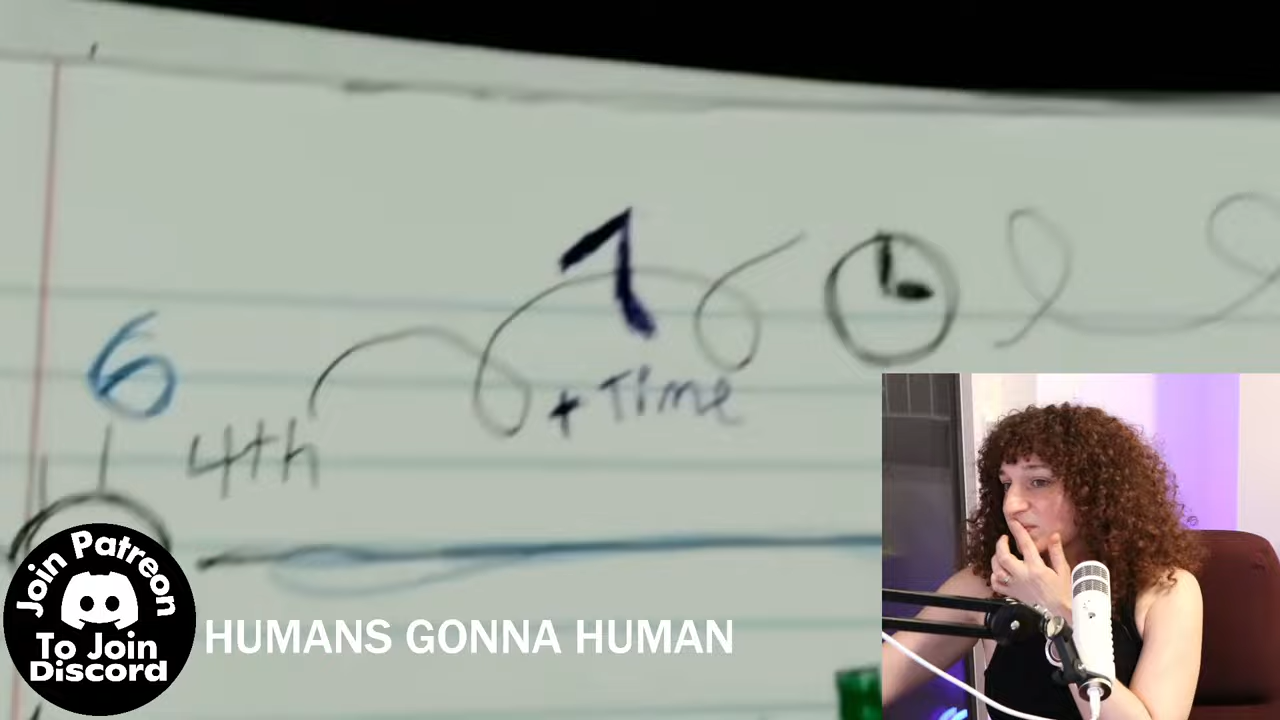 7
6
+ Time
4th
Join Patreon
To Join
Discord
HUMANS GONNA HUMAN